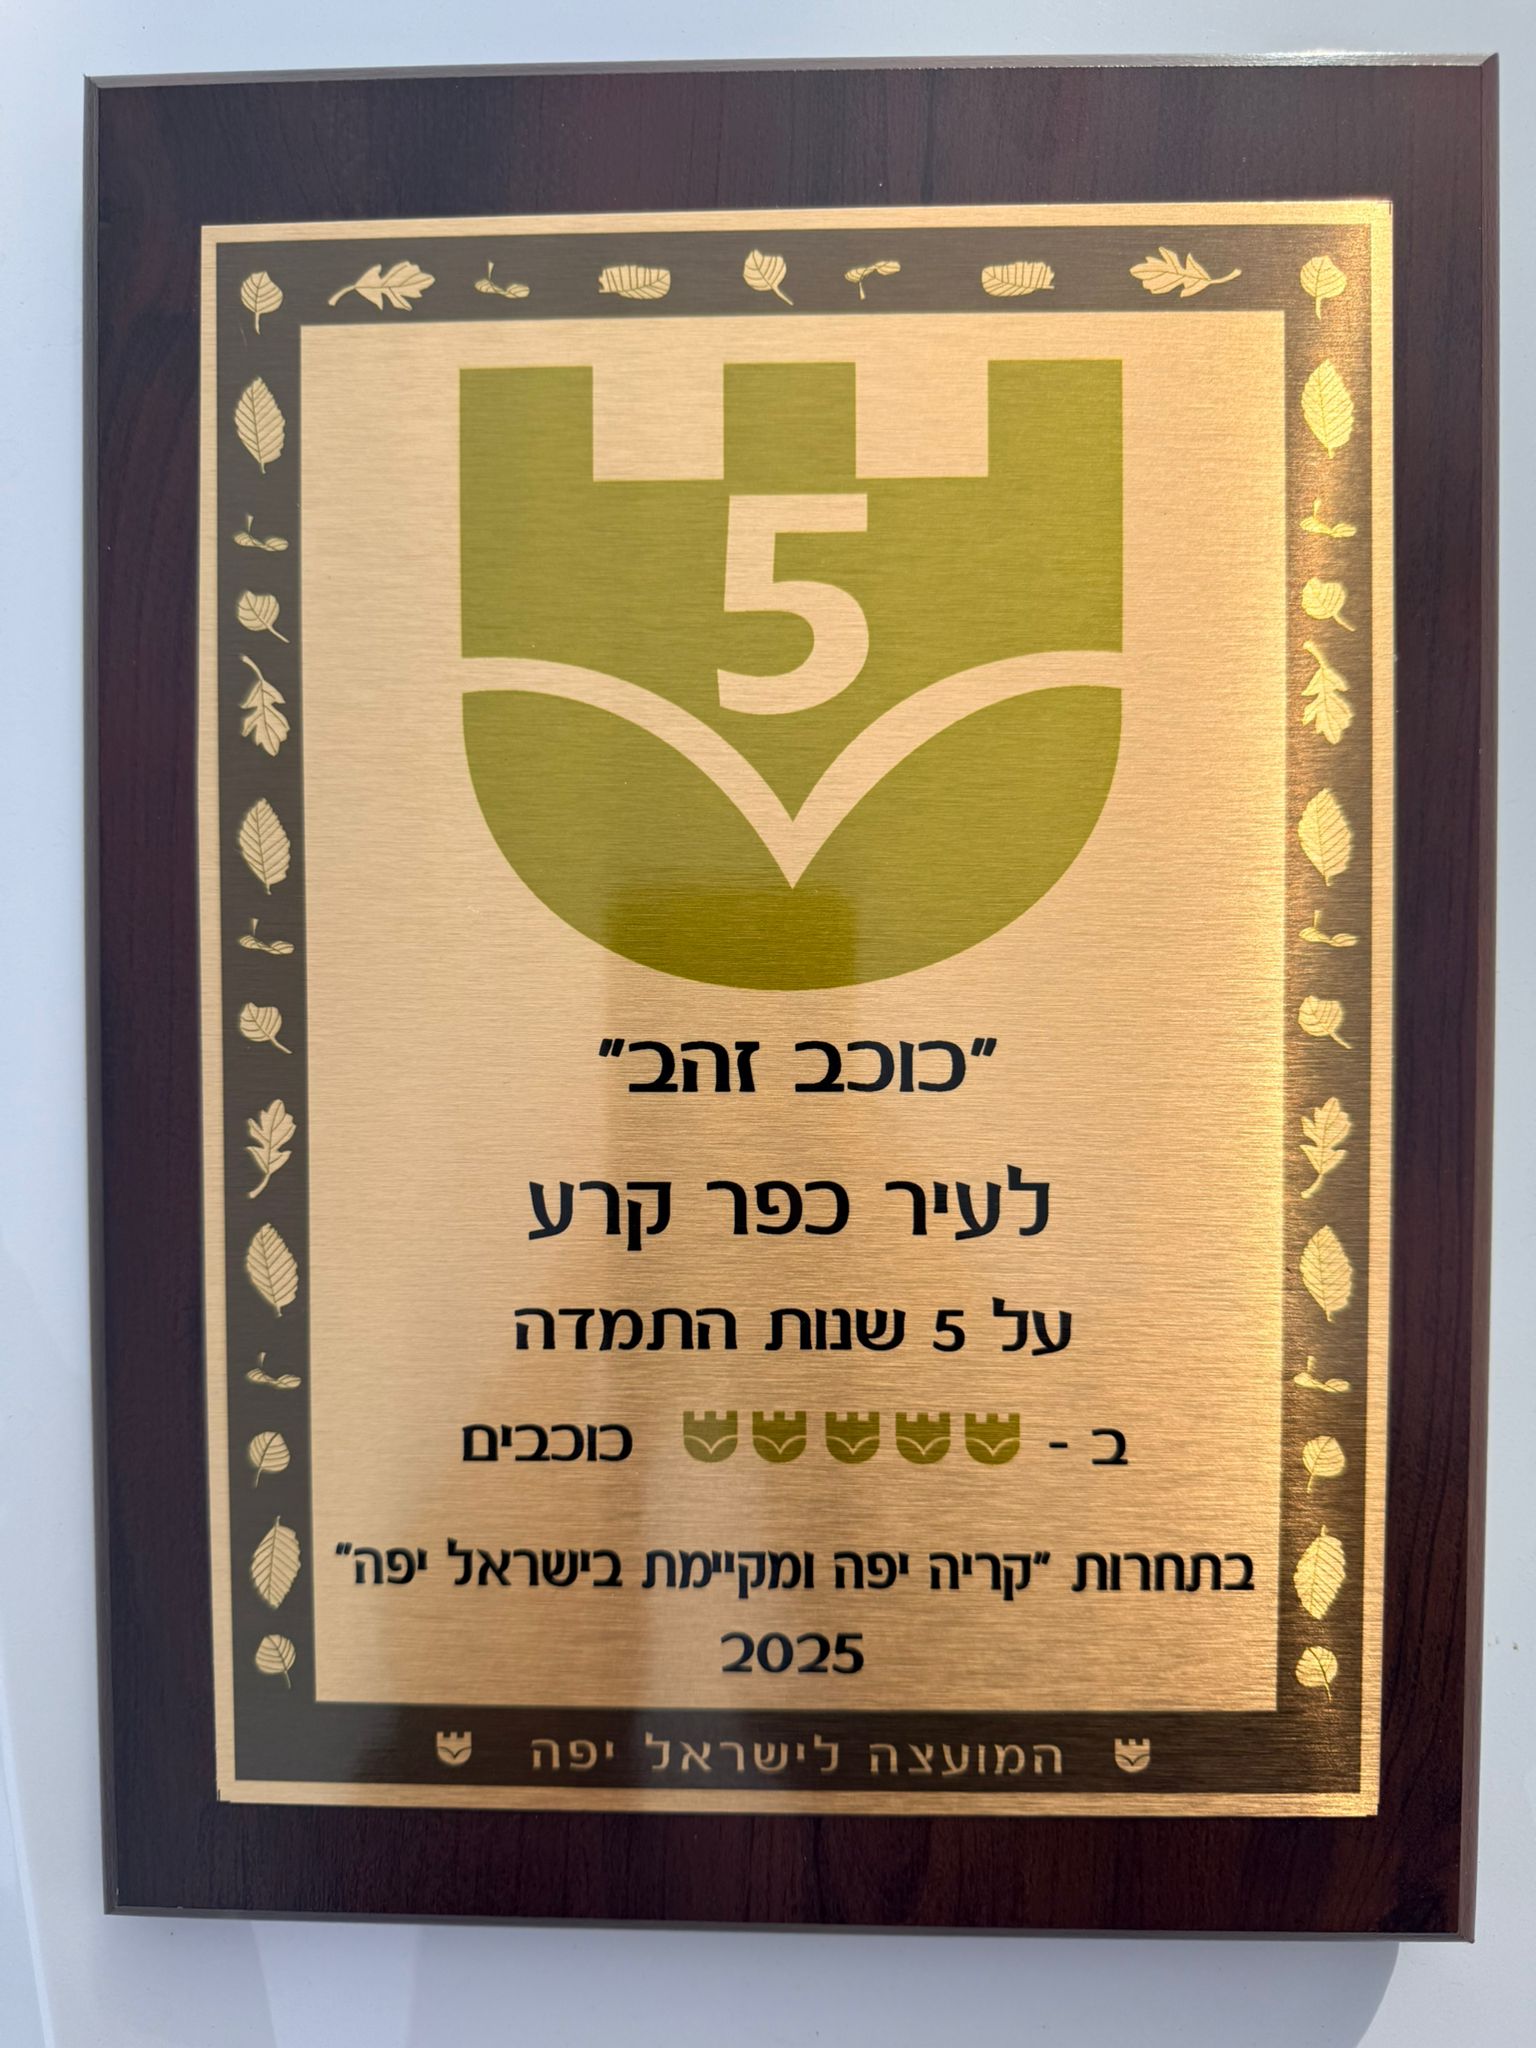 5
"כוכב זהב"
לעיר כפר קרע
על 5 שנות התמדה
ב - כוכבים
בתחרות "קריה יפה ומקיימת בישראל יפה"
2025
המועצה לישראל יפה